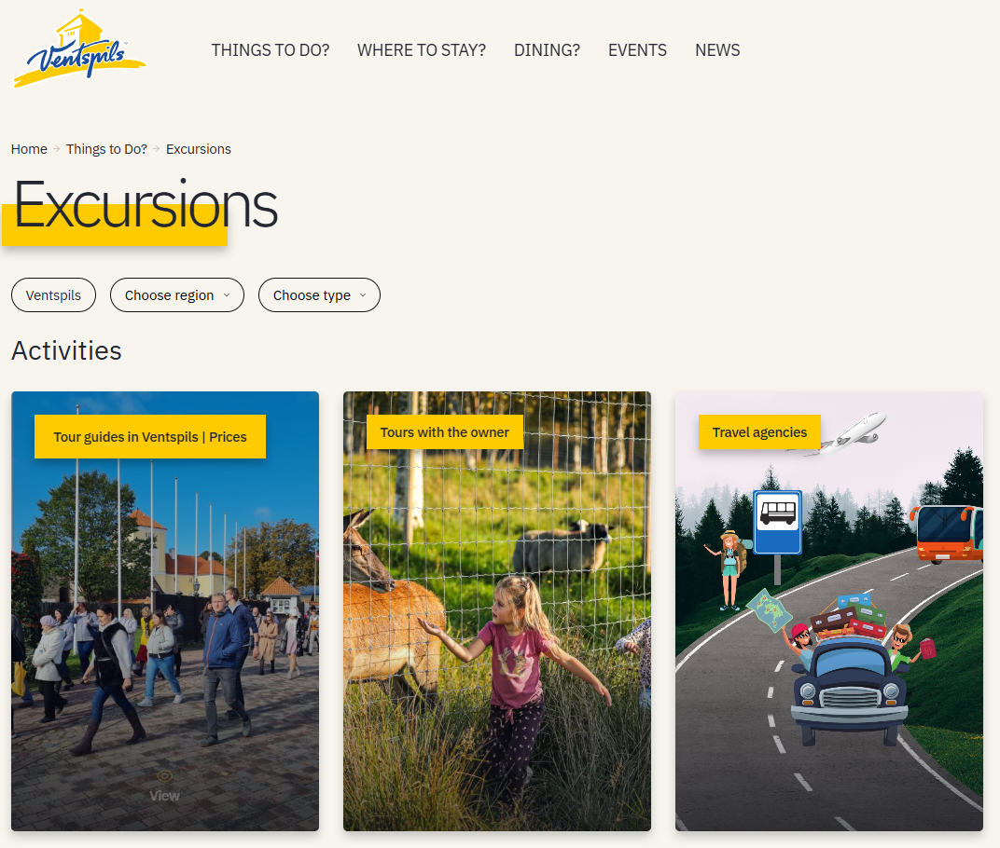 Ventspils
THINGS TO DO? WHERE TO STAY? DINING? EVENTS NEWS
Home Things to Do? Excursions
Excursions
Ventspils Choose region Choose type
Activities
Tour guides in Ventspils | Prices
Tours with the owner
Travel agencies
View